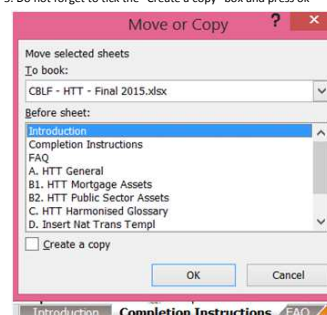 5. Do not forget to tick the "Create a copy" box and press ok
Move or Copy ? ×
Move selected sheets
To book:
CBLF - HTT - Final 2015.xlsx
Before sheet:
Introduction
Completion Instructions
FAQ
A. HTT General
B1. HTT Mortgage Assets
B2. HTT Public Sector Assets
C. HTT Harmonised Glossary
D. Insert Nat Trans Templ
Create a copy
OK Cancel
Introduction Completion Instructions FAQ